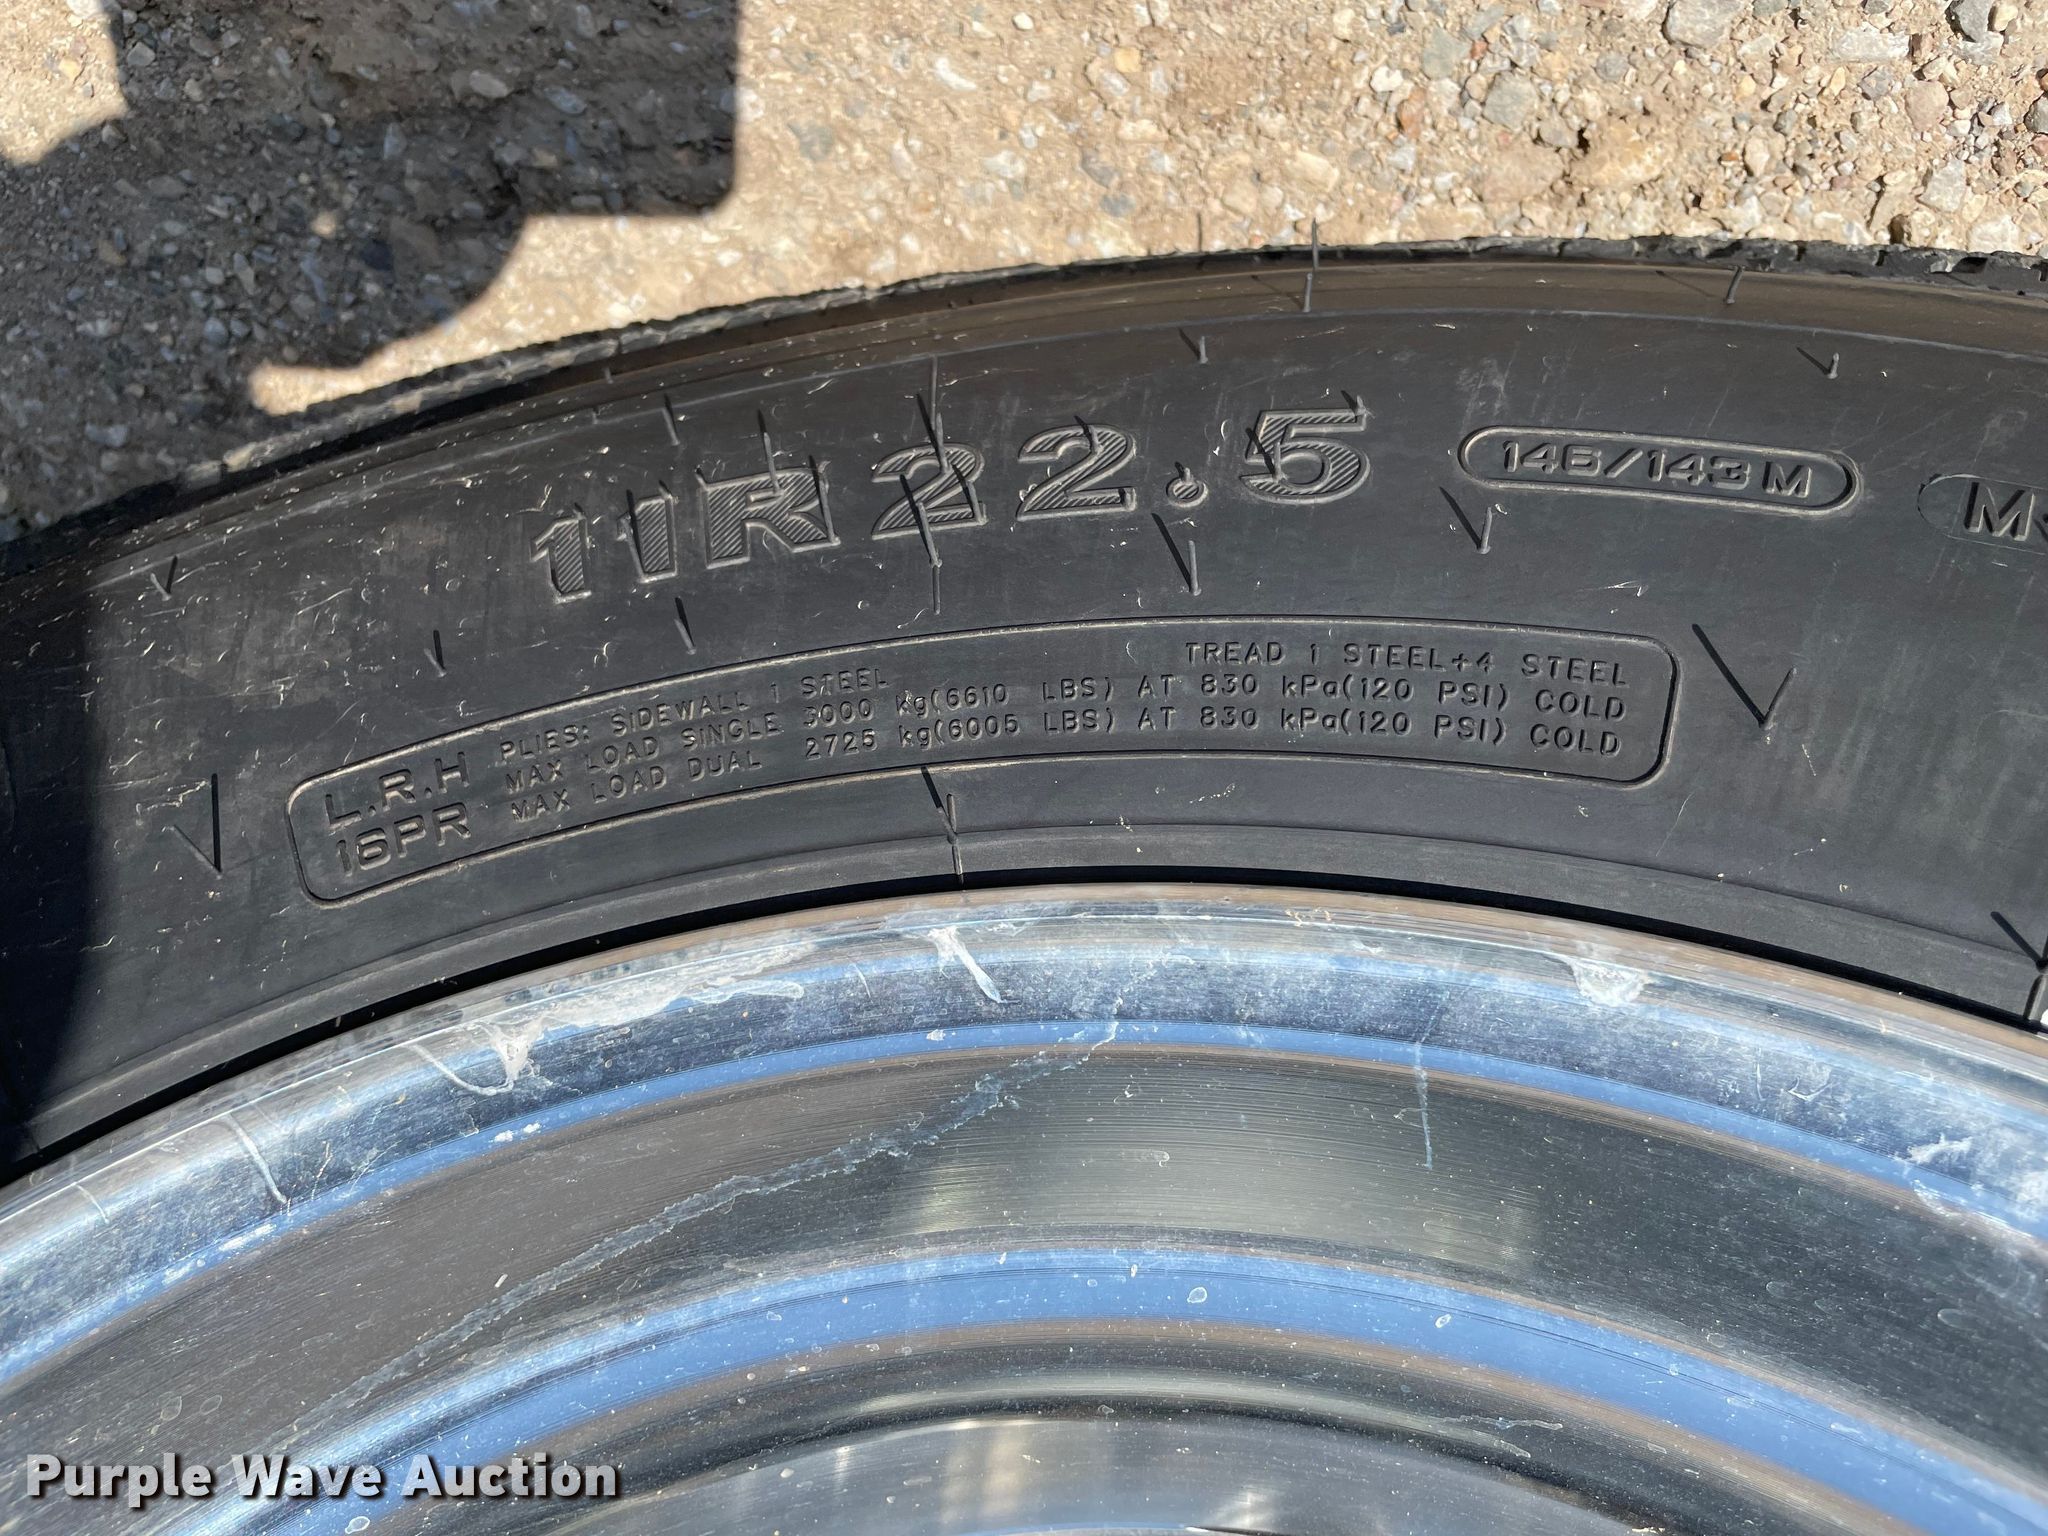 11R22.5
146/143 M
M
TREAD 1 STEEL+4 STEEL
L.R.H PLIES: SIDEWALL 1 STEEL
16PR
MAX LOAD SINGLE 3000 kg(6610 LBS) AT 830 kPa(120 PSI) COLD
MAX LOAD DUAL 2725 kg(6005 LBS) AT 830 kPa(120 PSI) COLD
Purple Wave Auction